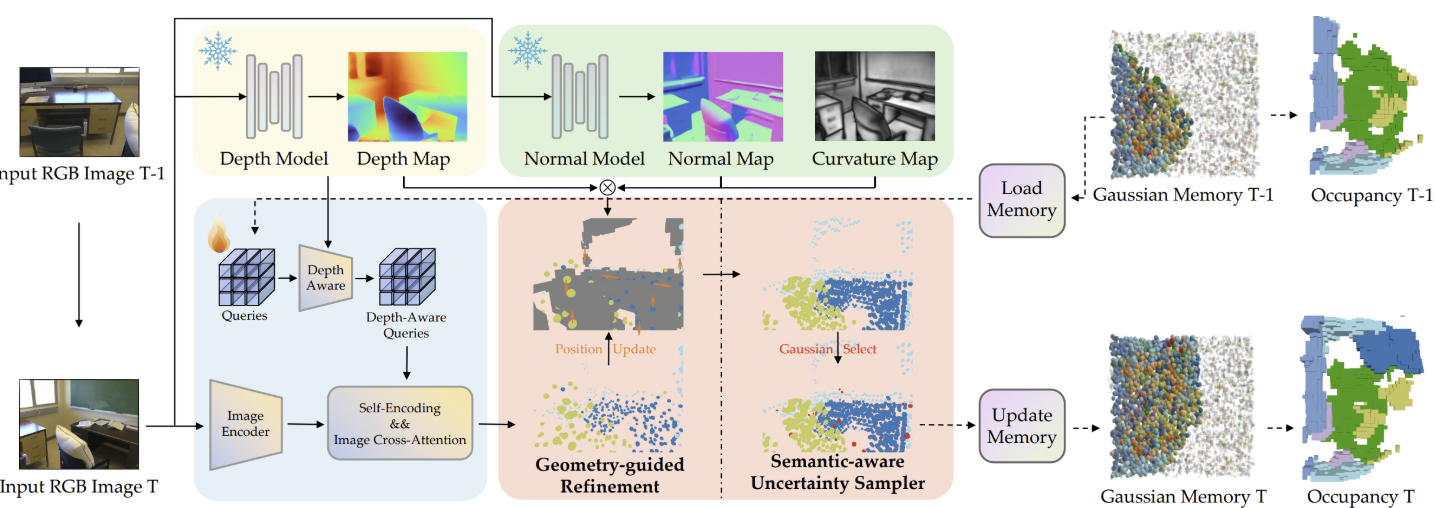 Depth Model
Depth Map
Normal Model
Normal Map
Curvature Map
nput RGB Image T-1
Load
Memory
Gaussian Memory T-1
Occupancy T-1
Queries
Depth
Aware
Depth-Aware
Queries
Position Update
Gaussian Select
Image
Encoder
Self-Encoding
&&
Image Cross-Attention
Geometry-guided
Refinement
Semantic-aware
Uncertainty Sampler
Update
Memory
Input RGB Image T
Gaussian Memory T
Occupancy T